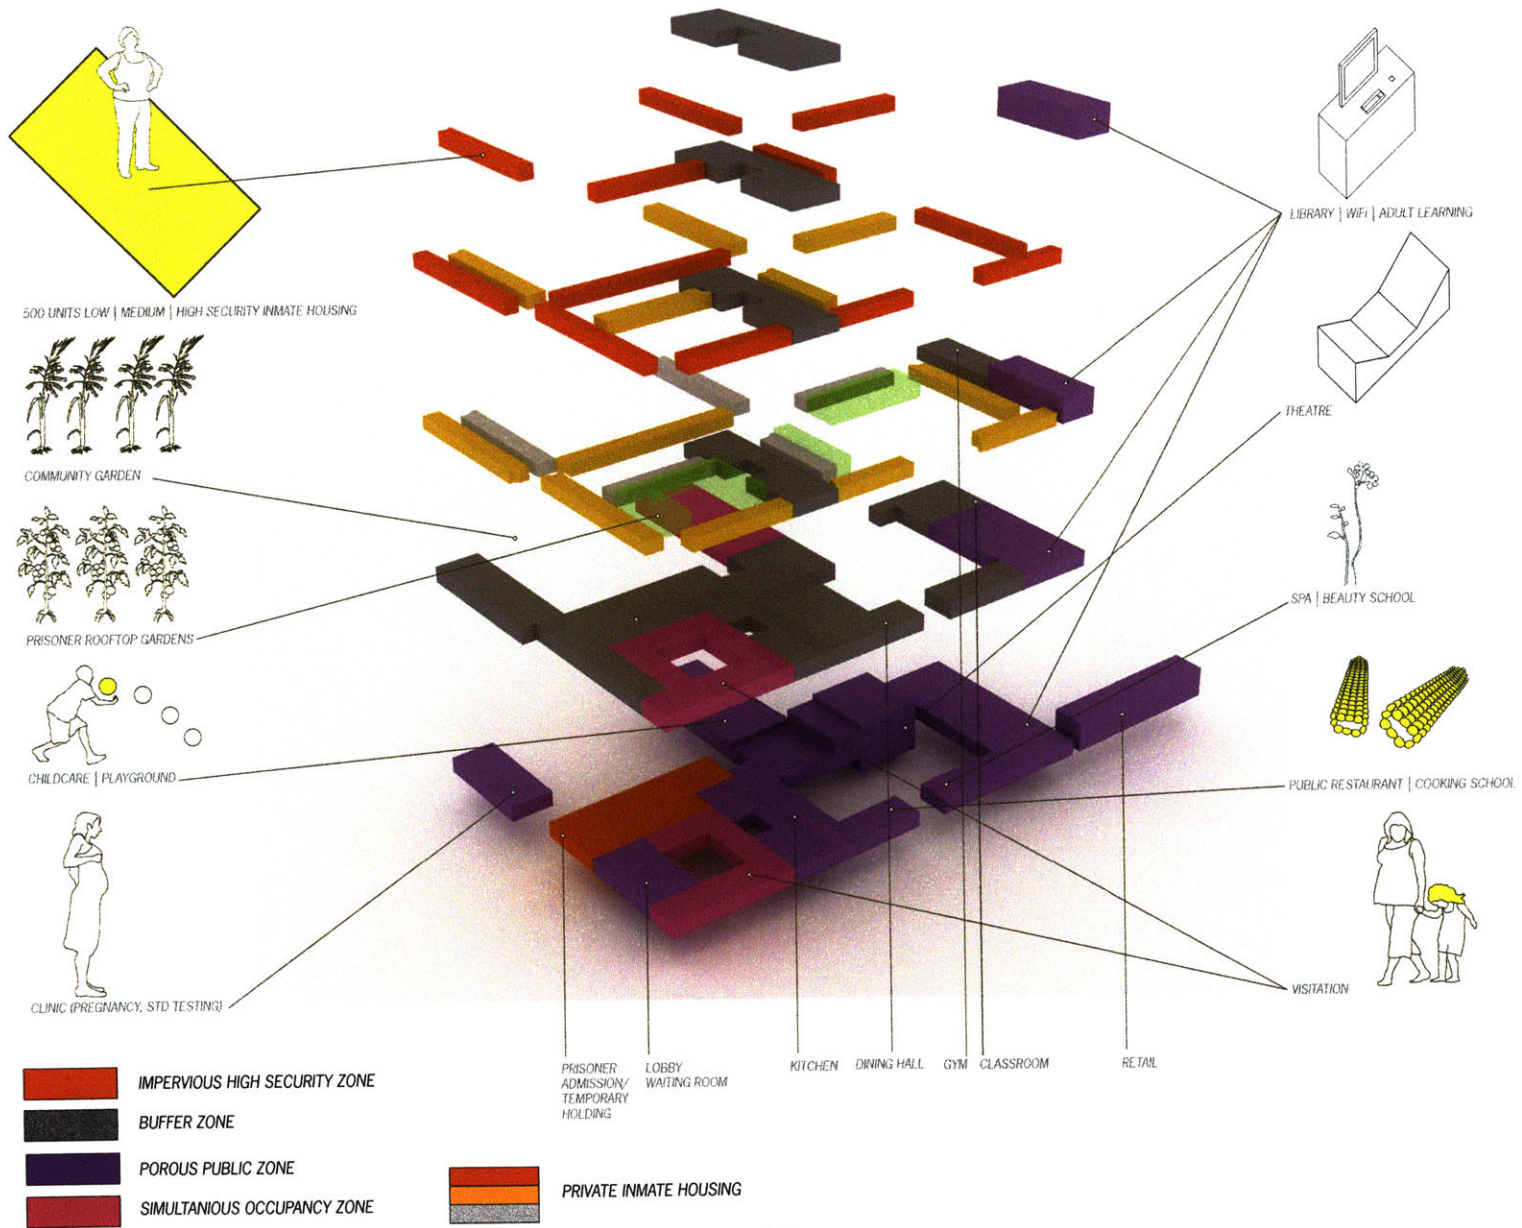 500 UNITS LOW | MEDIUM | HIGH SECURITY INMATE HOUSING
COMMUNITY GARDEN
PRISONER ROOFTOP GARDENS
CHILDCARE | PLAYGROUND
CLINIC (PREGNANCY, STD TESTING)
LIBRARY | WiFi | ADULT LEARNING
THEATRE
SPA | BEAUTY SCHOOL
PUBLIC RESTAURANT | COOKING SCHOOL
VISITATION
PRISONER
ADMISSION/
TEMPORARY
HOLDING
LOBBY
WAITING ROOM
KITCHEN
DINING HALL
GYM
CLASSROOM
RETAIL
IMPERVIOUS HIGH SECURITY ZONE
BUFFER ZONE
POROUS PUBLIC ZONE
SIMULTANIOUS OCCUPANCY ZONE
PRIVATE INMATE HOUSING